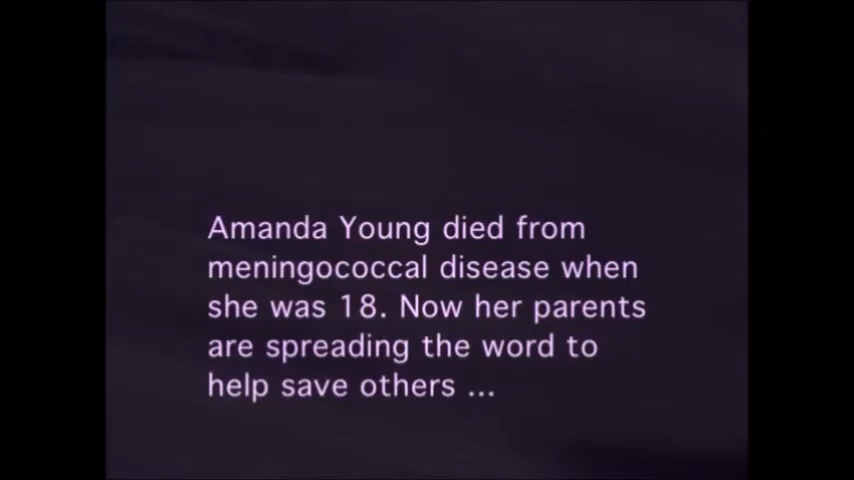 Amanda Young died from
meningococcal disease when
she was 18. Now her parents
are spreading the word to
help save others ...